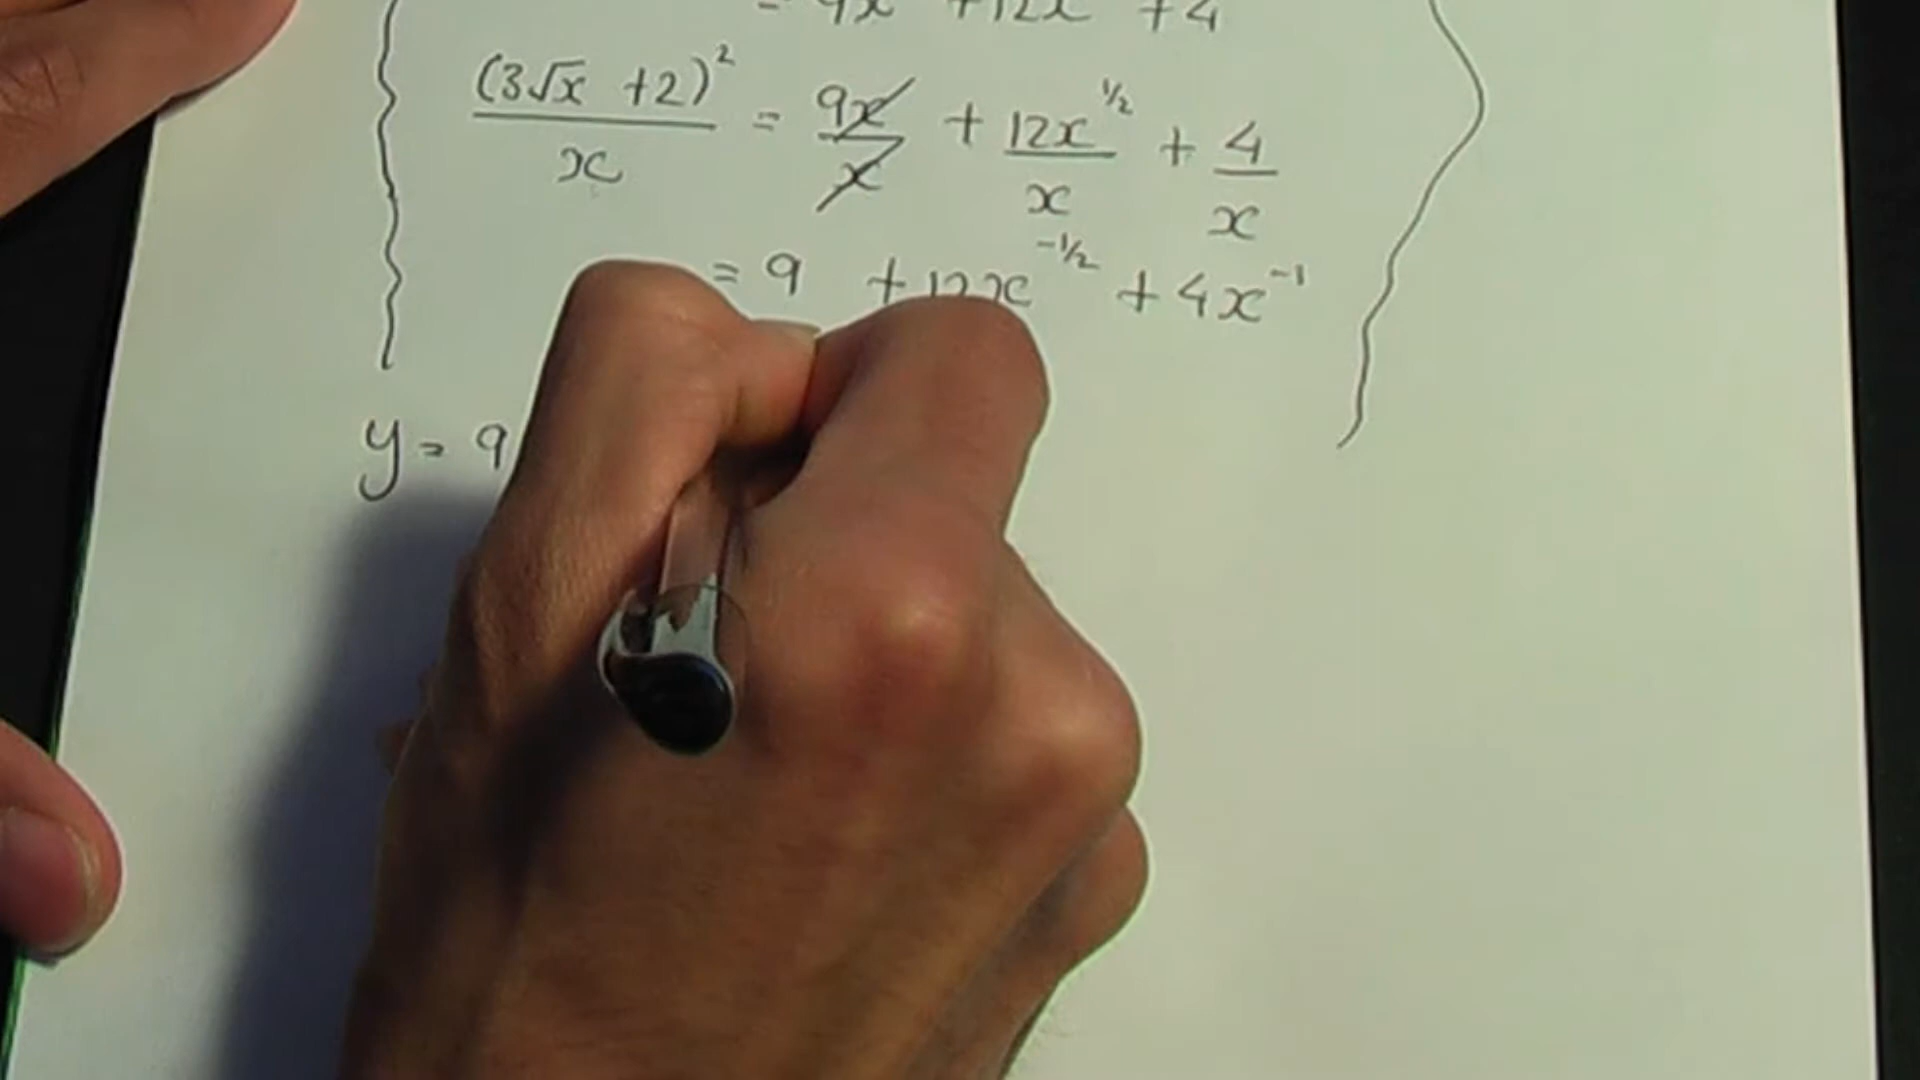 = 9x +12x +4
(3√x +2)² / x = 9x/x + 12x^½/x + 4/x
= 9 +12x^-½ + 4x^-1
y = 9